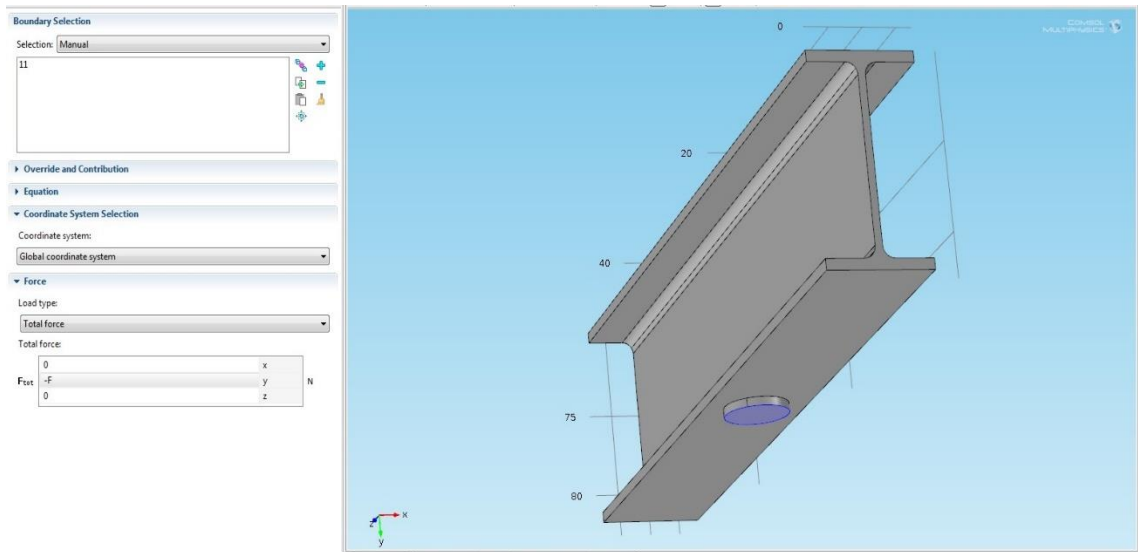 Boundary Selection
Selection: Manual
11
Override and Contribution
Equation
Coordinate System Selection
Coordinate system:
Global coordinate system
Force
Load type:
Total force
Total force:
0 x
Ftot -F y N
0 z
0
20
40
75
80
x
z
y
COMSOL
MULTIPHYSICS